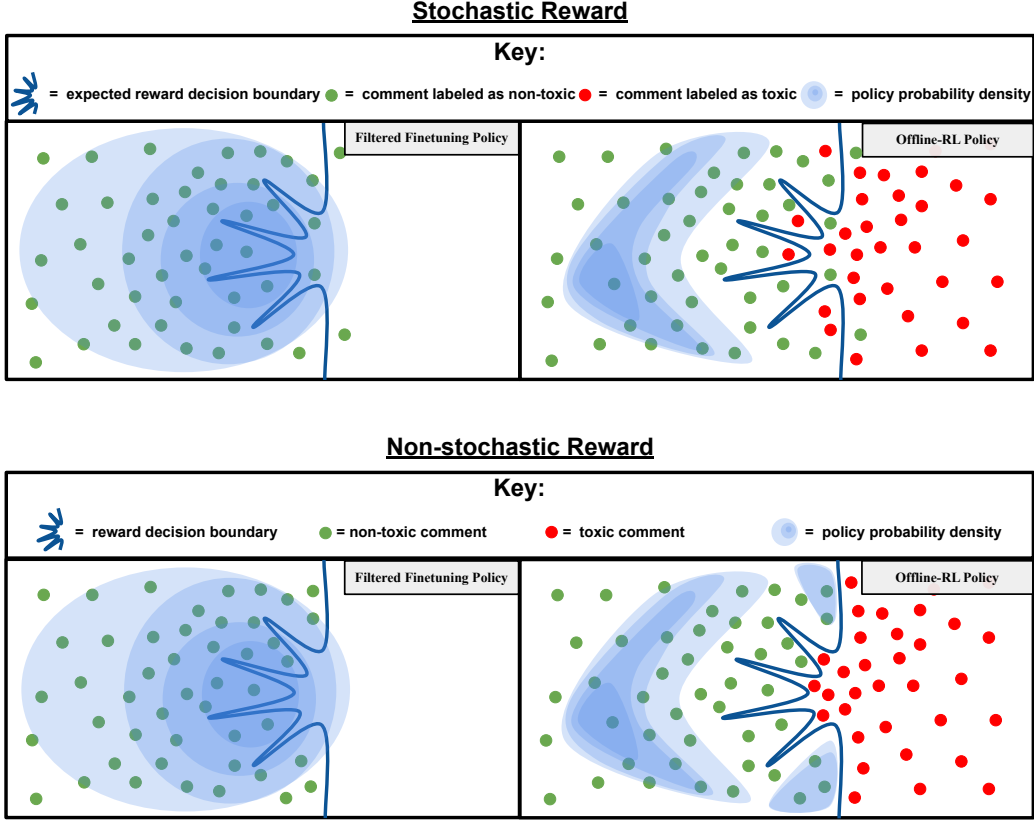 Stochastic Reward
Key:
= expected reward decision boundary = comment labeled as non-toxic = comment labeled as toxic = policy probability density
Filtered Finetuning Policy
Offline-RL Policy
Non-stochastic Reward
Key:
= reward decision boundary = non-toxic comment = toxic comment = policy probability density
Filtered Finetuning Policy
Offline-RL Policy